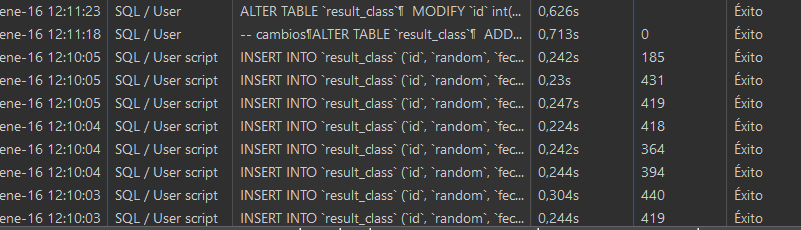 ene-16 12:11:23 SQL / User ALTER TABLE `result_class`¶ MODIFY `id` int(... 0,626s Éxito
ene-16 12:11:18 SQL / User -- cambios¶ALTER TABLE `result_class`¶ ADD... 0,713s 0 Éxito
ene-16 12:10:05 SQL / User script INSERT INTO `result_class` (`id`, `random`, `fec... 0,242s 185 Éxito
ene-16 12:10:05 SQL / User script INSERT INTO `result_class` (`id`, `random`, `fec... 0,23s 431 Éxito
ene-16 12:10:05 SQL / User script INSERT INTO `result_class` (`id`, `random`, `fec... 0,247s 419 Éxito
ene-16 12:10:04 SQL / User script INSERT INTO `result_class` (`id`, `random`, `fec... 0,224s 418 Éxito
ene-16 12:10:04 SQL / User script INSERT INTO `result_class` (`id`, `random`, `fec... 0,242s 364 Éxito
ene-16 12:10:04 SQL / User script INSERT INTO `result_class` (`id`, `random`, `fec... 0,244s 394 Éxito
ene-16 12:10:03 SQL / User script INSERT INTO `result_class` (`id`, `random`, `fec... 0,304s 440 Éxito
ene-16 12:10:03 SQL / User script INSERT INTO `result_class` (`id`, `random`, `fec... 0,244s 419 Éxito